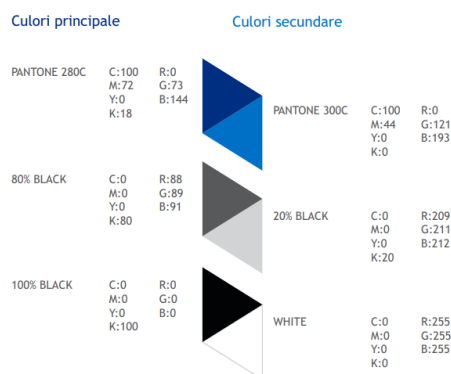 Culori principale
Culori secundare
PANTONE 280C C:100 R:0
M:72 G:73
Y:0 B:144
K:18
PANTONE 300C C:100 R:0
M:44 G:121
Y:0 B:193
K:0
80% BLACK C:0 R:88
M:0 G:89
Y:0 B:91
K:80
20% BLACK C:0 R:209
M:0 G:211
Y:0 B:212
K:20
100% BLACK C:0 R:0
M:0 G:0
Y:0 B:0
K:100
WHITE C:0 R:255
M:0 G:255
Y:0 B:255
K:0